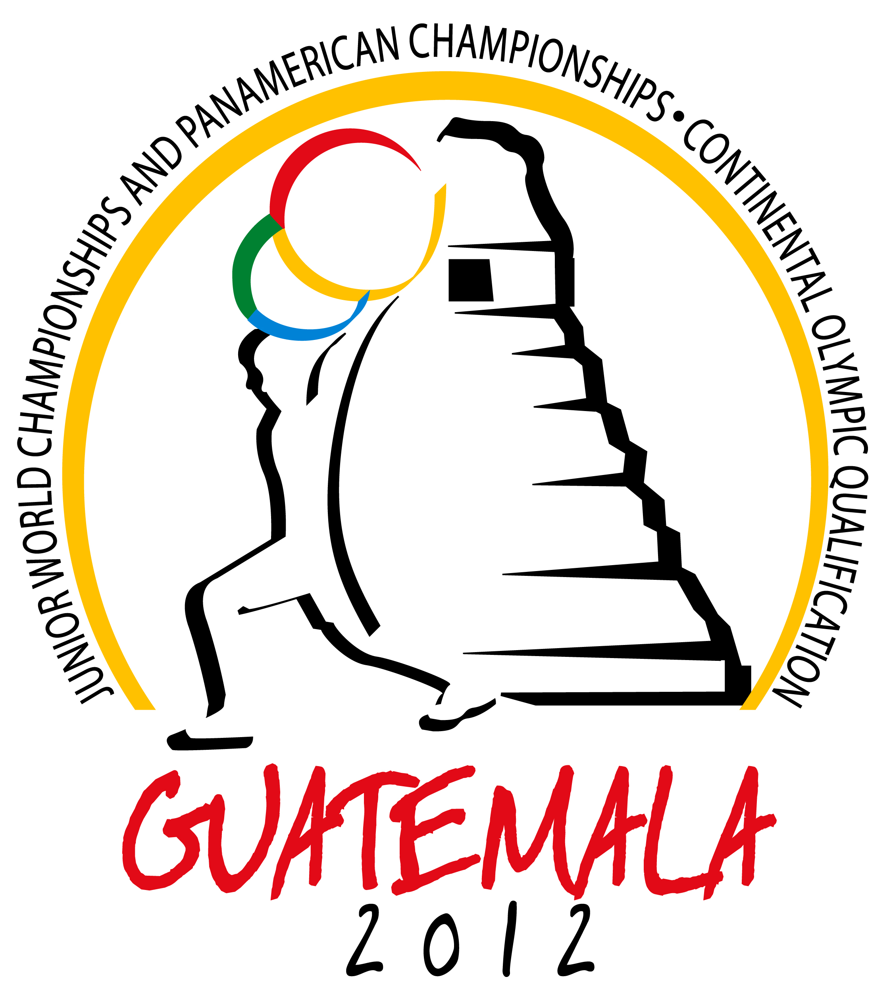 JUNIOR WORLD CHAMPIONSHIPS AND PANAMERICAN CHAMPIONSHIPS • CONTINENTAL OLYMPIC QUALIFICATION
GUATEMALA
2012